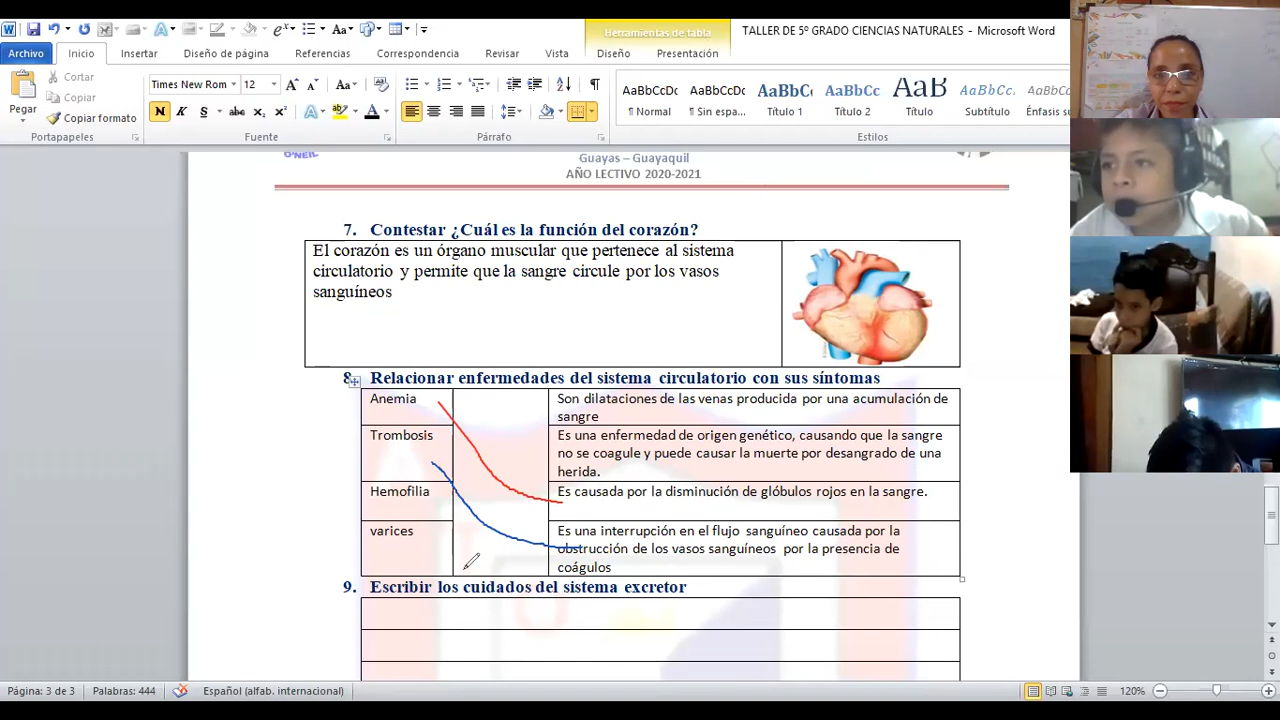 TALLER DE 5º GRADO CIENCIAS NATURALES - Microsoft Word
Herramientas de tabla
Archivo Inicio Insertar Diseño de página Referencias Correspondencia Revisar Vista Diseño Presentación
Cortar
Copiar
Copiar formato
Pegar
Times New Rom 12
N K S abc x₂ x²
AaBbCcDc AaBbCcDc AaBbCc AaBbCc AaB AaBbCc AaBbCcDc
¶ Normal ¶ Sin espa... Título 1 Título 2 Título Subtítulo Énfasis su
Portapapeles Fuente Párrafo Estilos
O'NEIL
Guayas – Guayaquil
AÑO LECTIVO 2020-2021
7. Contestar ¿Cuál es la función del corazón?
El corazón es un órgano muscular que pertenece al sistema
circulatorio y permite que la sangre circule por los vasos
sanguíneos
8. Relacionar enfermedades del sistema circulatorio con sus síntomas
Anemia
Son dilataciones de las venas producida por una acumulación de
sangre
Trombosis
Es una enfermedad de origen genético, causando que la sangre
no se coagule y puede causar la muerte por desangrado de una
herida.
Hemofilia
Es causada por la disminución de glóbulos rojos en la sangre.
varices
Es una interrupción en el flujo sanguíneo causada por la
obstrucción de los vasos sanguíneos por la presencia de
coágulos
9. Escribir los cuidados del sistema excretor
Página: 3 de 3 Palabras: 444 Español (alfab. internacional) 120%